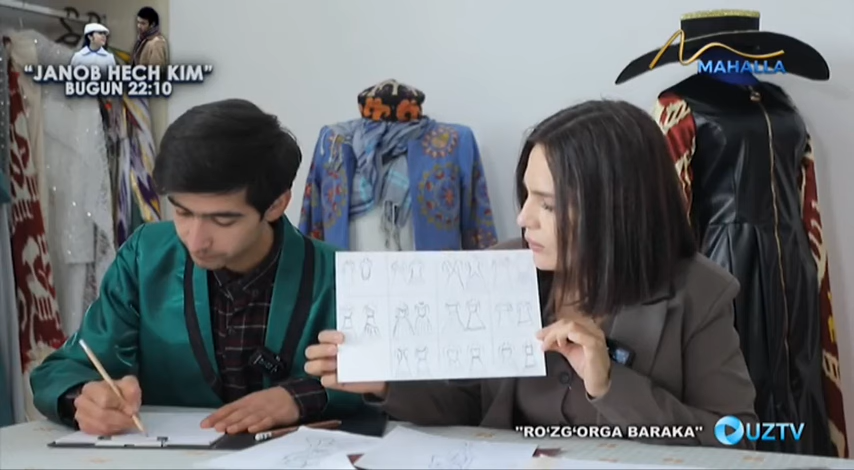 "JANOB HECH KIM"
BUGUN 22:10
MAHALLA
"RO'ZG'ORGA BARAKA"
UZTV